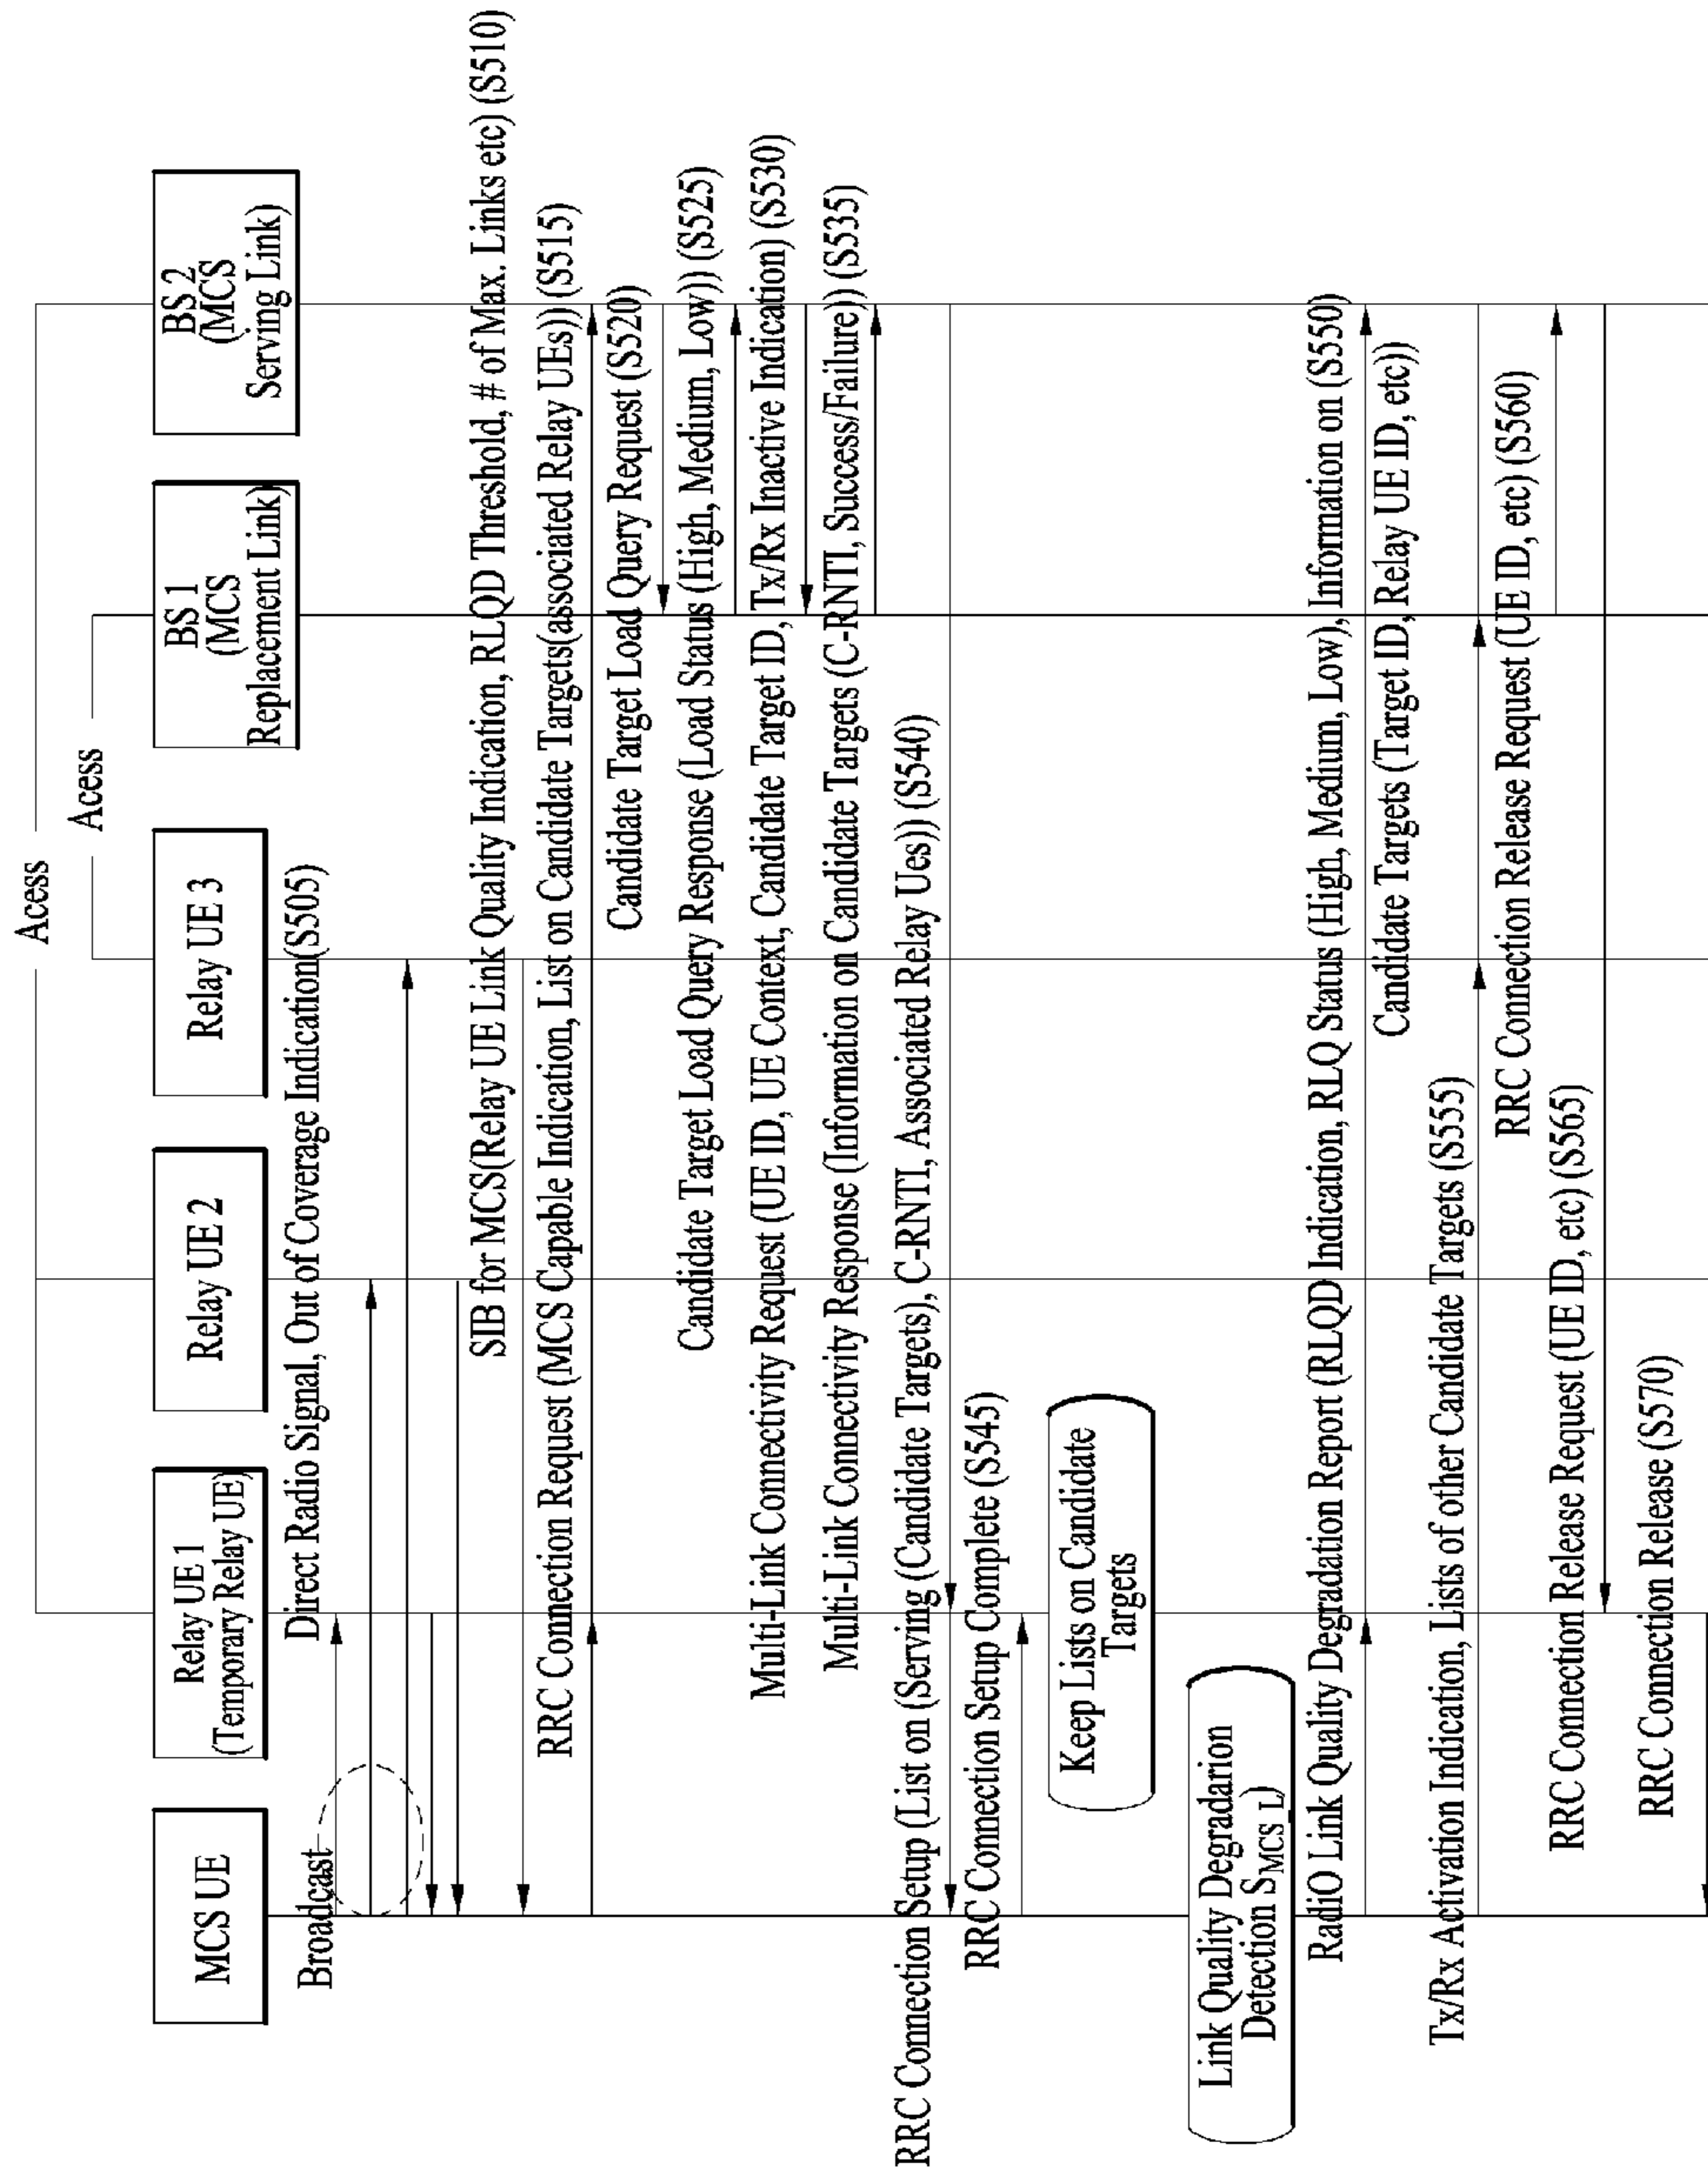 Acess
Acess
MCS UE
Relay UE 1
(Temporary Relay UE)
Relay UE 2
Relay UE 3
BS 1
(MCS
Replacement Link)
BS 2
(MCS
Serving Link)
Broadcast
Direct Radio Signal, Out of Coverage Indication(S505)
SIB for MCS(Relay UE Link Quality Indication, RLQD Threshold, # of Max. Links etc) (S510)
RRC Connection Request (MCS Capable Indication, List on Candidate Targets(associated Relay UEs)) (S515)
Candidate Target Load Query Request (S520)
Candidate Target Load Query Response (Load Status (High, Medium, Low)) (S525)
Multi-Link Connectivity Request (UE ID, UE Context, Candidate Target ID, Tx/Rx Inactive Indication) (S530)
Multi-Link Connectivity Response (Information on Candidate Targets (C-RNTI, Success/Failure)) (S535)
RRC Connection Setup (List on (Serving (Candidate Targets), C-RNTI, Associated Relay Ues)) (S540)
RRC Connection Setup Complete (S545)
Keep Lists on Candidate
Targets
Link Quality Degradarion
Detection SMCS_L)
RadiO Link Quality Degradation Report (RLQD Indication, RLQ Status (High, Medium, Low), Information on (S550)
Candidate Targets (Target ID, Relay UE ID, etc))
Tx/Rx Activation Indication, Lists of other Candidate Targets (S555)
RRC Connection Release Request (UE ID, etc) (S560)
RRC Connection Release Request (UE ID, etc) (S565)
RRC Connection Release (S570)